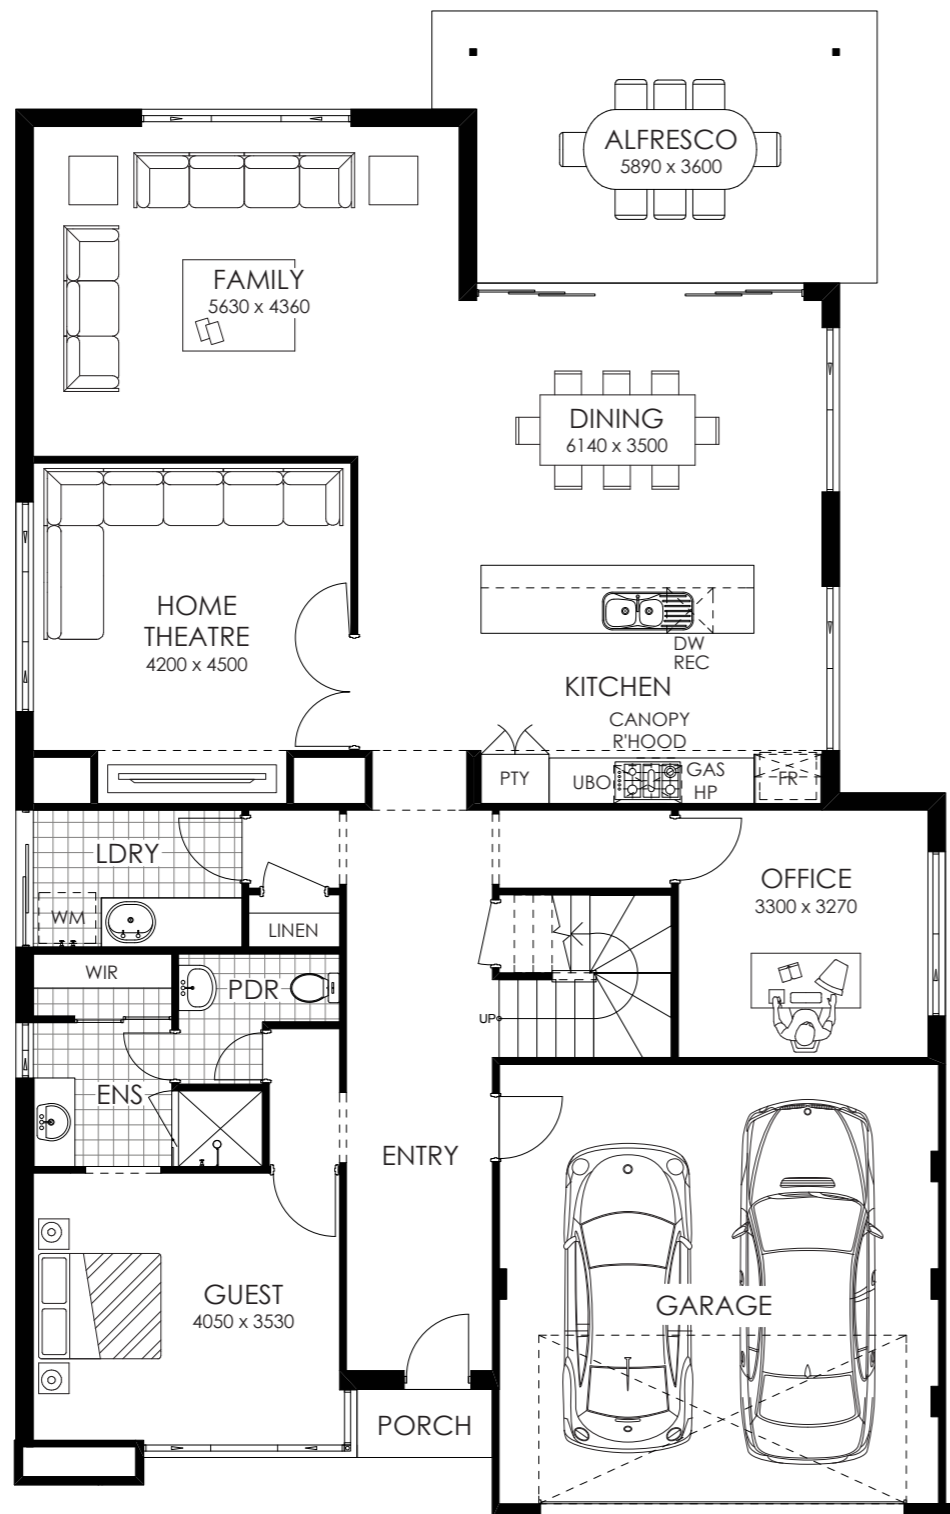 ALFRESCO
5890 x 3600
FAMILY
5630 x 4360
DINING
6140 x 3500
HOME
THEATRE
4200 x 4500
DW
REC
KITCHEN
CANOPY
R'HOOD
PTY
UBO
GAS
HP
FR
LDRY
WM
LINEN
OFFICE
3300 x 3270
WIR
PDR
UP
ENS
ENTRY
GUEST
4050 x 3530
GARAGE
PORCH